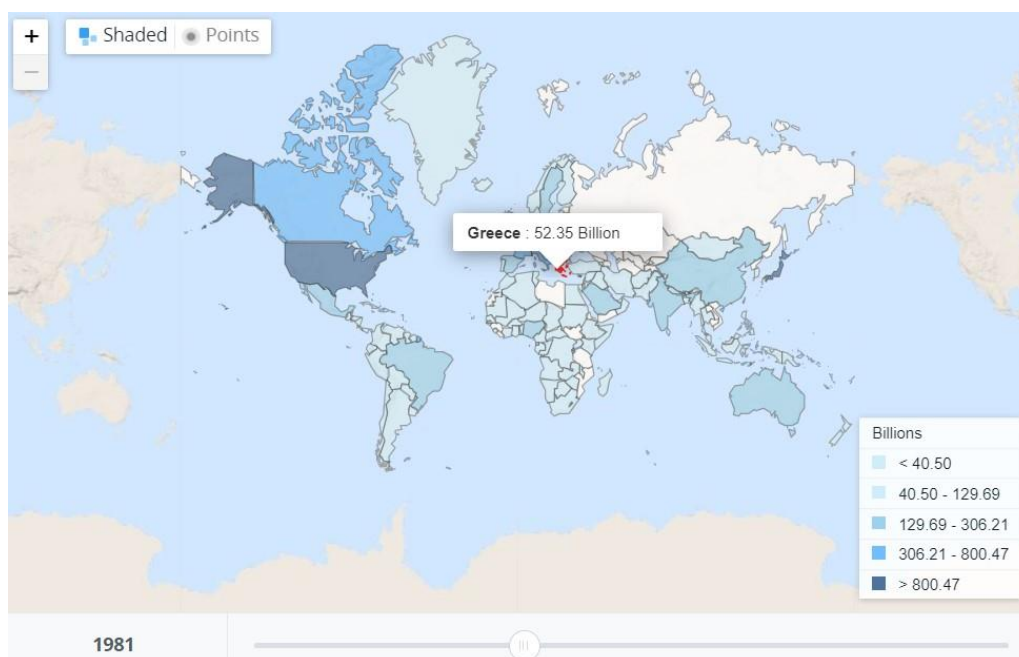 +
Shaded
Points
−
Greece : 52.35 Billion
Billions
< 40.50
40.50 - 129.69
129.69 - 306.21
306.21 - 800.47
> 800.47
1981